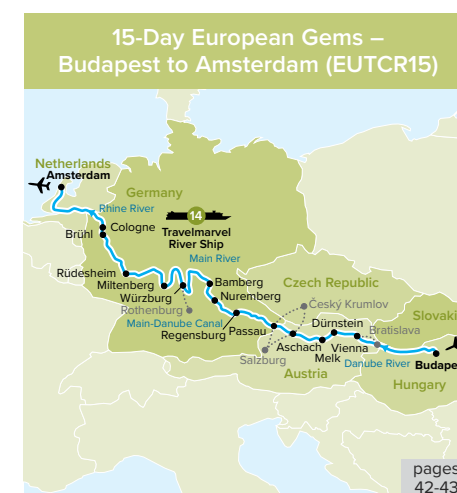 15-Day European Gems –
Budapest to Amsterdam (EUTCR15)
Netherlands
Amsterdam
Germany
Rhine River
14
Travelmarvel
River Ship
Cologne
Brühl
Main River
Rüdesheim
Miltenberg
Würzburg
Rothenburg
Bamberg
Nuremberg
Main-Danube Canal
Regensburg
Passau
Czech Republic
Český Krumlov
Slovaki
Dürnstein
Bratislava
Aschach
Vienna
Melk
Salzburg
Danube River
Budape
Austria
Hungary
pages
42-43